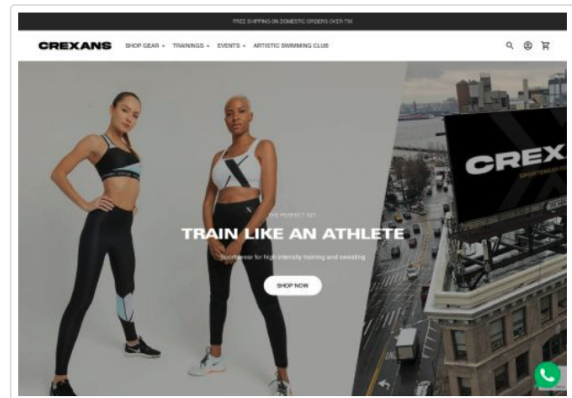 FREE SHIPPING ON DOMESTIC ORDERS OVER 75€
CREXANS
SHOP GEAR
TRAININGS
EVENTS
ARTISTIC SWIMMING CLUB
CREX
THE PERFECT KIT
TRAIN LIKE AN ATHLETE
Sportswear for high intensity training and sweating
SHOP NOW